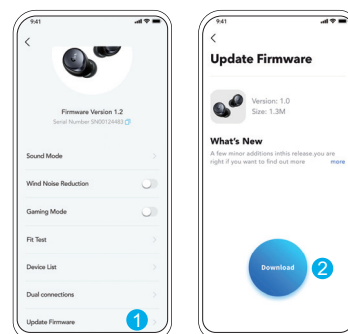 9:41
Firmware Version 1.2
Serial Number SN00124483
Sound Mode
Wind Noise Reduction
Gaming Mode
Fit Test
Device List
Dual connections
Update Firmware
1
9:41
Update Firmware
Version: 1.0
Size: 1.3M
What's New
A few minor additions inthis release you are
right if you want to find out more more
Download
2